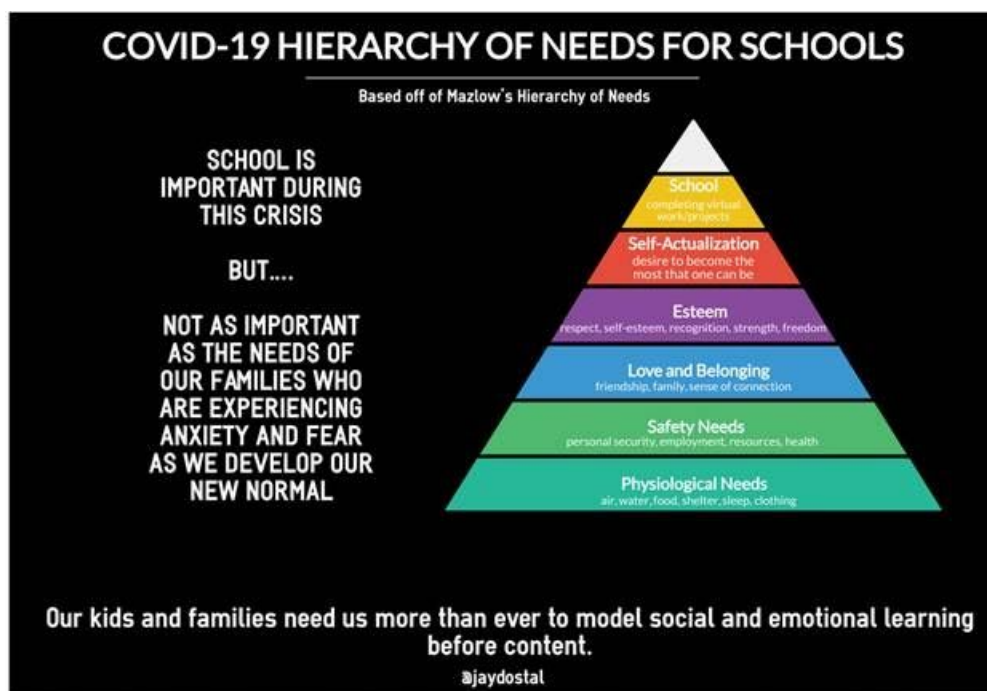 COVID-19 HIERARCHY OF NEEDS FOR SCHOOLS
Based off of Mazlow's Hierarchy of Needs
SCHOOL IS
IMPORTANT DURING
THIS CRISIS
BUT....
NOT AS IMPORTANT
AS THE NEEDS OF
OUR FAMILIES WHO
ARE EXPERIENCING
ANXIETY AND FEAR
AS WE DEVELOP OUR
NEW NORMAL
School
completing virtual
work/projects
Self-Actualization
desire to become the
most that one can be
Esteem
respect, self-esteem, recognition, strength, freedom
Love and Belonging
friendship, family, sense of connection
Safety Needs
personal security, employment, resources, health
Physiological Needs
air, water, food, shelter, sleep, clothing
Our kids and families need us more than ever to model social and emotional learning
before content.
@jaydostal